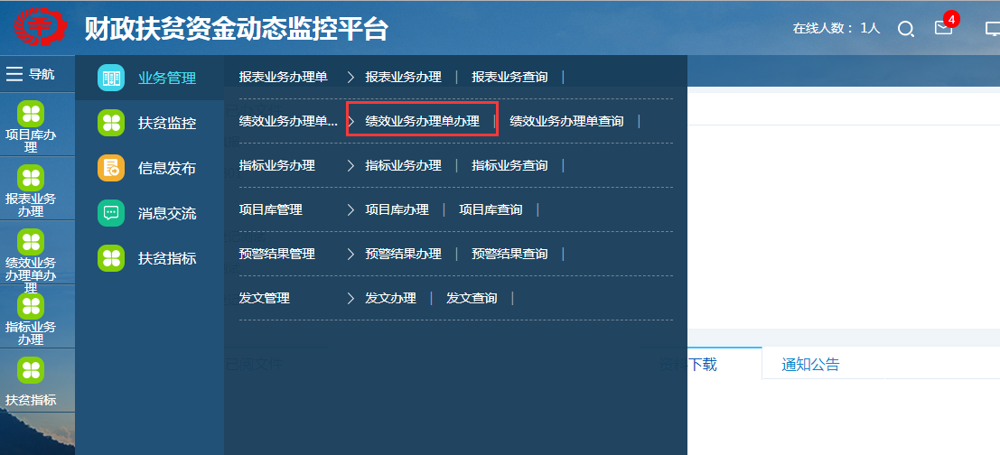 财政扶贫资金动态监控平台
在线人数： 1人
4
导航
项目库办
理
报表业务
办理
绩效业务
办理单办
理
指标业务
办理
扶贫指标
业务管理
扶贫监控
信息发布
消息交流
扶贫指标
报表业务办理单 报表业务办理 | 报表业务查询 |
绩效业务办理单... 绩效业务办理单办理 | 绩效业务办理单查询 |
指标业务办理 指标业务办理 | 指标业务查询 |
项目库管理 项目库办理 | 项目库查询 |
预警结果管理 预警结果办理 | 预警结果查询 |
发文管理 发文办理 | 发文查询 |
下载
通知公告